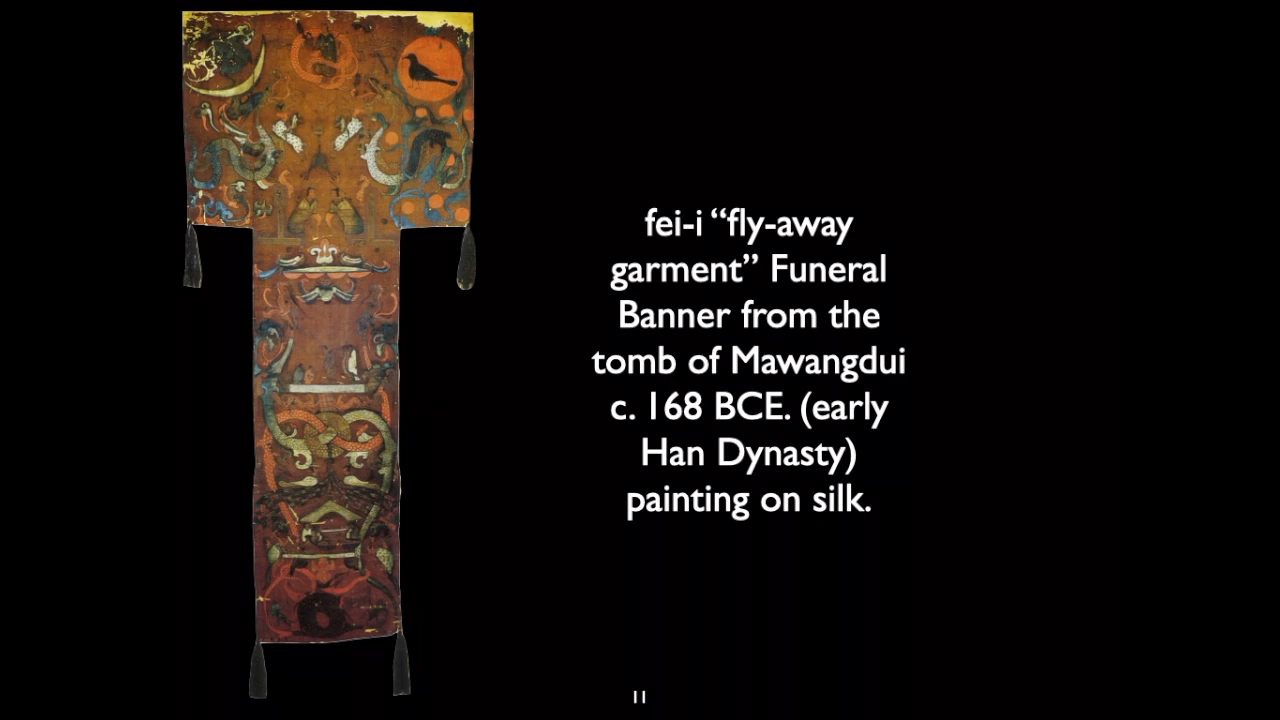 fei-i “fly-away
garment” Funeral
Banner from the
tomb of Mawangdui
c. 168 BCE. (early
Han Dynasty)
painting on silk.
11